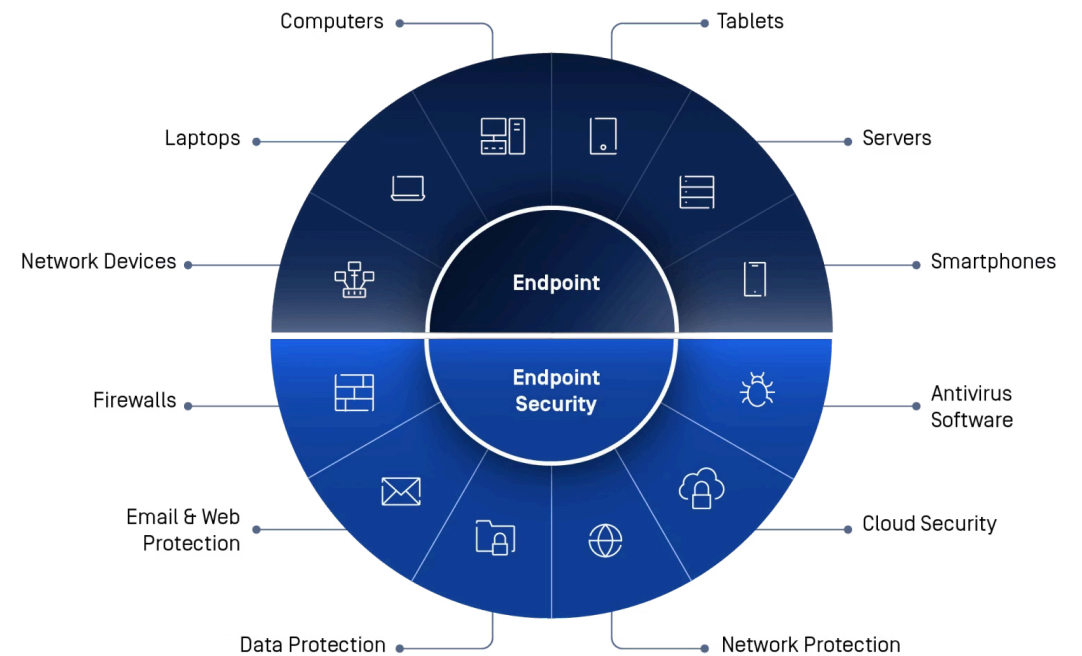 Computers
Tablets
Laptops
Servers
Network Devices
Smartphones
Endpoint
Endpoint
Security
Firewalls
Antivirus
Software
Email & Web
Protection
Cloud Security
Data Protection
Network Protection